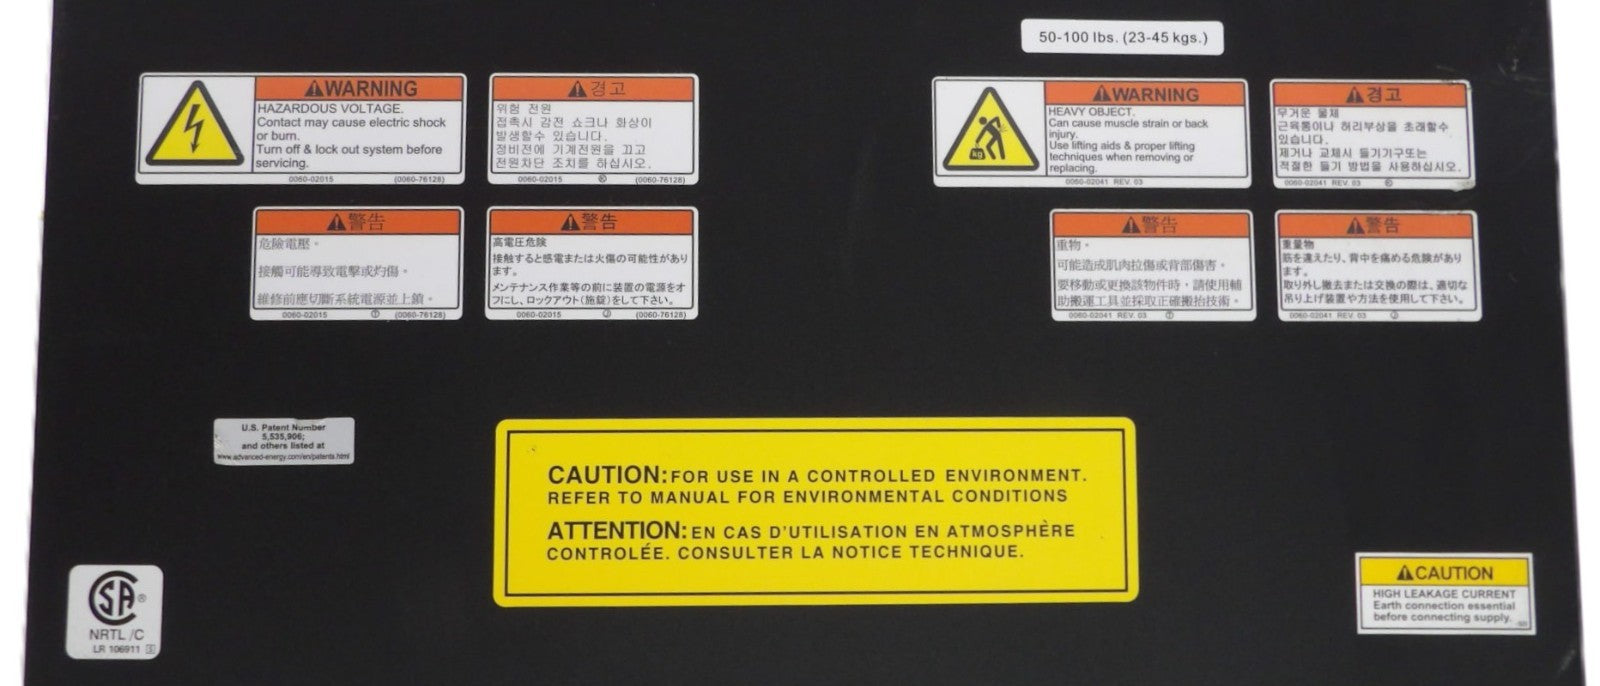 50-100 lbs. (23-45 kgs.)
WARNING
HAZARDOUS VOLTAGE.
Contact may cause electric shock
or burn.
Turn off & lock out system before
servicing.
0060-02015 (0060-76128)
경고
위험 전원
접촉시 감전 쇼크나 화상이
발생할수 있습니다.
정비전에 기계전원을 끄고
전원차단 조치를 하십시오.
0060-02015 Ⓚ (0060-76128)
WARNING
HEAVY OBJECT.
Can cause muscle strain or back
injury.
Use lifting aids & proper lifting
techniques when removing or
replacing.
kg
0060-02041 REV. 03
경고
무거운 물체
근육통이나 허리부상을 초래할수
있습니다.
제거나 교체시 들기기구또는
적절한 들기 방법을 사용하십시오.
0060-02041 REV. 03 Ⓚ
警告
危險電壓。
接觸可能導致電擊或灼傷。
維修前應切斷系統電源並上鎖。
0060-02015 Ⓣ (0060-76128)
警告
高電圧危険
接触すると感電または火傷の可能性があり
ます。
メンテナンス作業等の前に装置の電源をオ
フにし、ロックアウト(施錠)をして下さい。
0060-02015 Ⓙ (0060-76128)
警告
重物。
可能造成肌肉拉傷或背部傷害。
要移動或更換該物件時，請使用輔
助搬運工具並採取正確搬抬技術。
0060-02041 REV. 03 Ⓣ
警告
重量物
筋を違えたり、背中を痛める危険があり
ます。
取り外し撤去または交換の際は、適切な
吊り上げ装置や方法を使用して下さい。
0060-02041 REV. 03 Ⓙ
U.S. Patent Number
5,535,906;
and others listed at
www.advanced-energy.com/en/patents.html
CAUTION: FOR USE IN A CONTROLLED ENVIRONMENT.
REFER TO MANUAL FOR ENVIRONMENTAL CONDITIONS
ATTENTION: EN CAS D'UTILISATION EN ATMOSPHÈRE
CONTROLÉE. CONSULTER LA NOTICE TECHNIQUE.
CSA ®
NRTL /C
LR 106911
CAUTION
HIGH LEAKAGE CURRENT
Earth connection essential
before connecting supply.